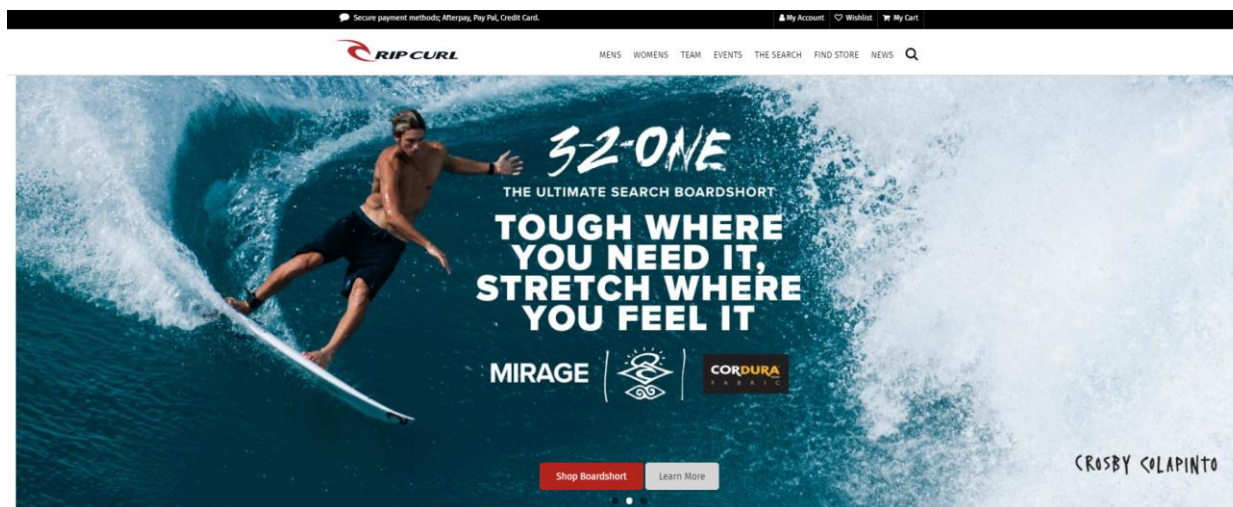 Secure payment methods; Afterpay, Pay Pal, Credit Card.
My Account Wishlist My Cart
RIP CURL
MENS WOMENS TEAM EVENTS THE SEARCH FIND STORE NEWS
3-2-ONE
THE ULTIMATE SEARCH BOARDSHORT
TOUGH WHERE
YOU NEED IT,
STRETCH WHERE
YOU FEEL IT
MIRAGE
CORDURA
FABRIC
CROSBY COLAPINTO
Shop Boardshort Learn More